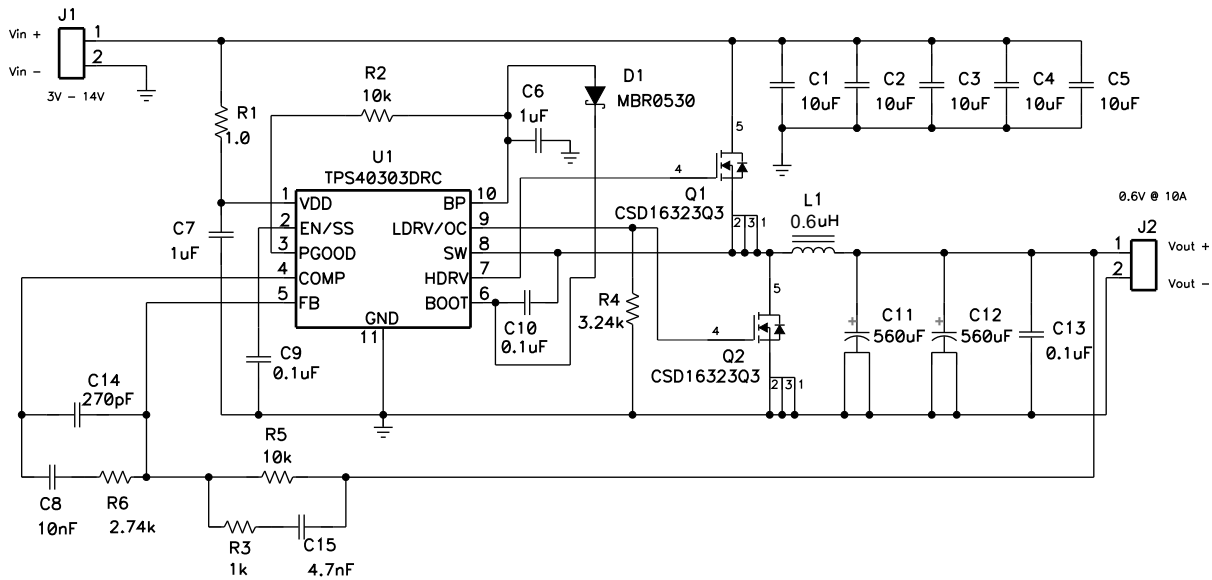 J1
Vin +
1
2
Vin -
3V - 14V
R1
1.0
R2
10k
C6
1uF
D1
MBR0530
C1
10uF
C2
10uF
C3
10uF
C4
10uF
C5
10uF
U1
TPS40303DRC
1
VDD
2
EN/SS
3
PGOOD
4
COMP
5
FB
BP
10
LDRV/OC
9
SW
8
HDRV
7
BOOT
6
GND
11
C7
1uF
5
4
Q1
CSD16323Q3
2
3
1
L1
0.6uH
0.6V @ 10A
J2
1
Vout +
2
Vout -
C10
0.1uF
R4
3.24k
5
4
Q2
CSD16323Q3
2
3
1
+
C11
560uF
+
C12
560uF
C13
0.1uF
C9
0.1uF
C14
270pF
C8
10nF
R6
2.74k
R5
10k
R3
1k
C15
4.7nF